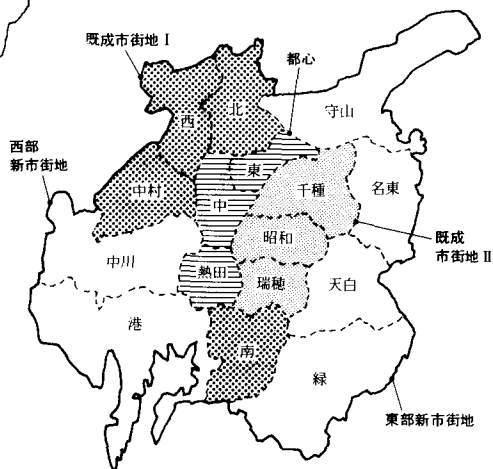 既成市街地Ⅰ
都心
北
守山
西
西部
新市街地
東
千種
名東
中村
中
昭和
既成
市街地Ⅱ
中川
熱田
瑞穂
天白
港
南
緑
東部新市街地